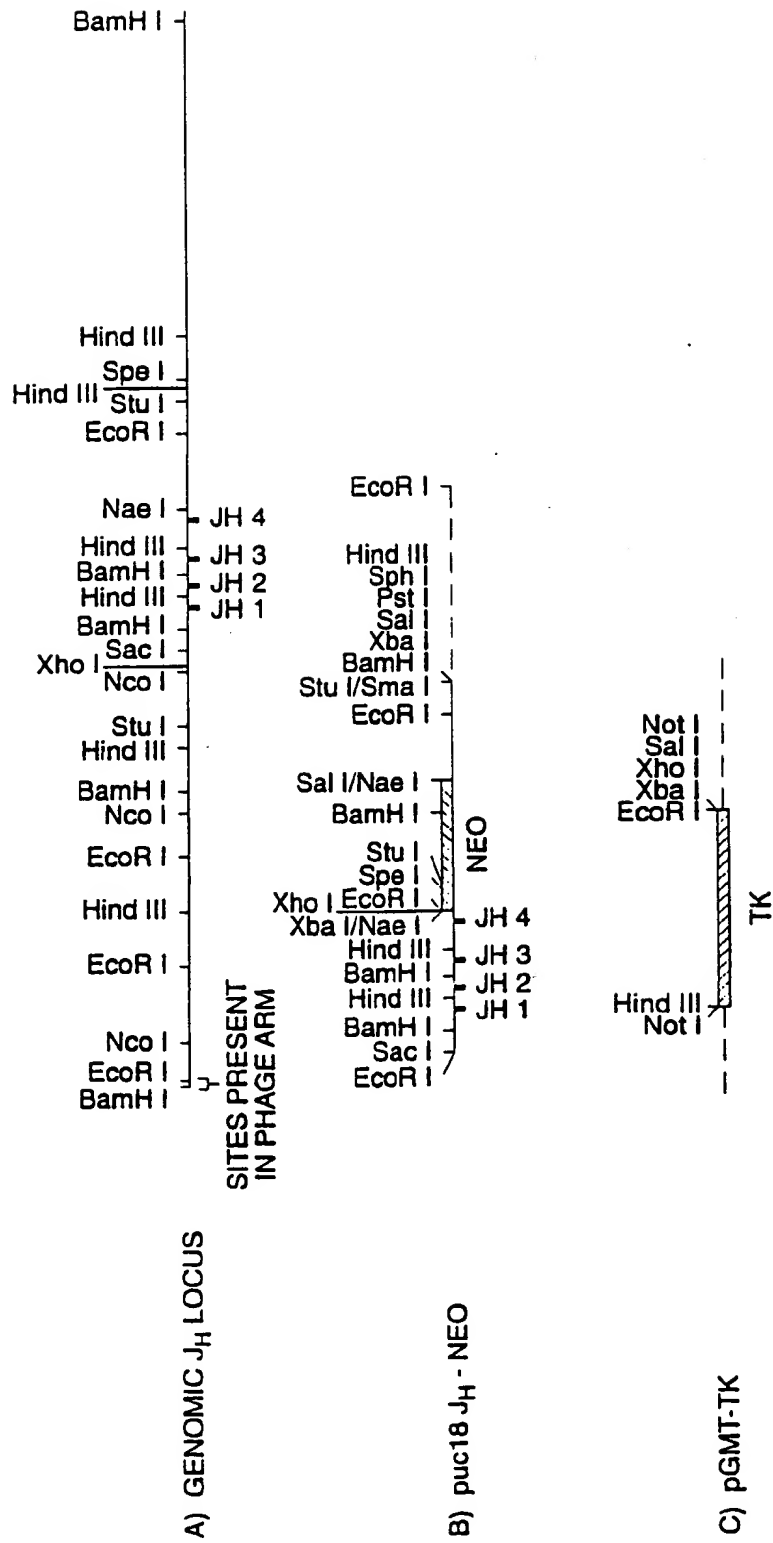 A) GENOMIC JH LOCUS
BamH I
EcoR I
Nco I
EcoR I
Hind III
EcoR I
Nco I
BamH I
Hind III
Stu I
Nco I
Xho I
Sac I
BamH I
Hind III
BamH I
Hind III
Nae I
EcoR I
Stu I
Hind III
Spe I
Hind III
BamH I
SITES PRESENT
IN PHAGE ARM
JH 1
JH 2
JH 3
JH 4
B) puc18 JH - NEO
EcoR I
Sac I
BamH I
Hind III
BamH I
Hind III
Xba I/Nae I
Xho I
EcoR I
Spe I
Stu I
BamH I
Sal I/Nae I
EcoR I
Stu I/Sma I
BamH I
Xba I
Sal I
Pst I
Sph I
Hind III
EcoR I
JH 1
JH 2
JH 3
JH 4
NEO
C) pGMT-TK
Not I
Hind III
EcoR I
Xba I
Xho I
Sal I
Not I
TK